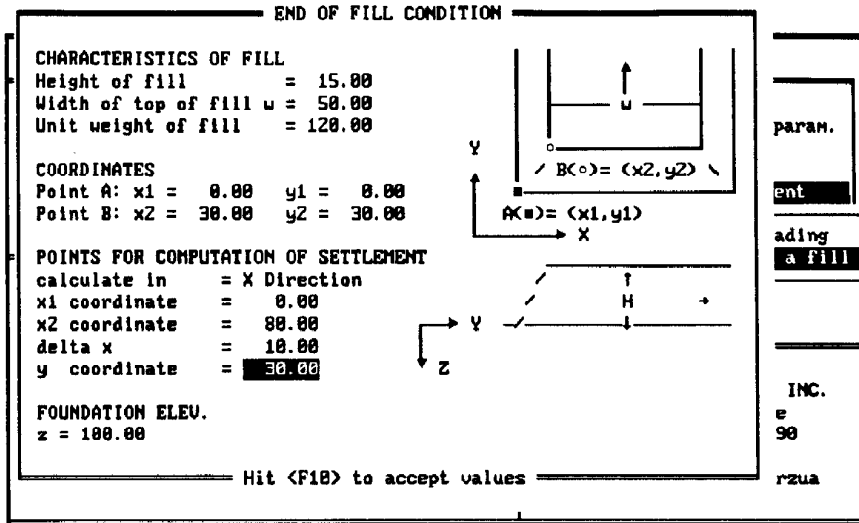 END OF FILL CONDITION
CHARACTERISTICS OF FILL
Height of fill = 15.00
Width of top of fill w = 50.00
Unit weight of fill = 120.00
COORDINATES
Point A: x1 = 0.00 y1 = 0.00
Point B: x2 = 30.00 y2 = 30.00
POINTS FOR COMPUTATION OF SETTLEMENT
calculate in = X Direction
x1 coordinate = 0.00
x2 coordinate = 80.00
delta x = 10.00
y coordinate = 30.00
FOUNDATION ELEV.
z = 100.00
Hit <F10> to accept values
w
Y
B(○)= (x2,y2)
A(■)= (x1,y1)
X
H
Y
Z
param.
ent
ading
a fill
INC.
e
90
rzua